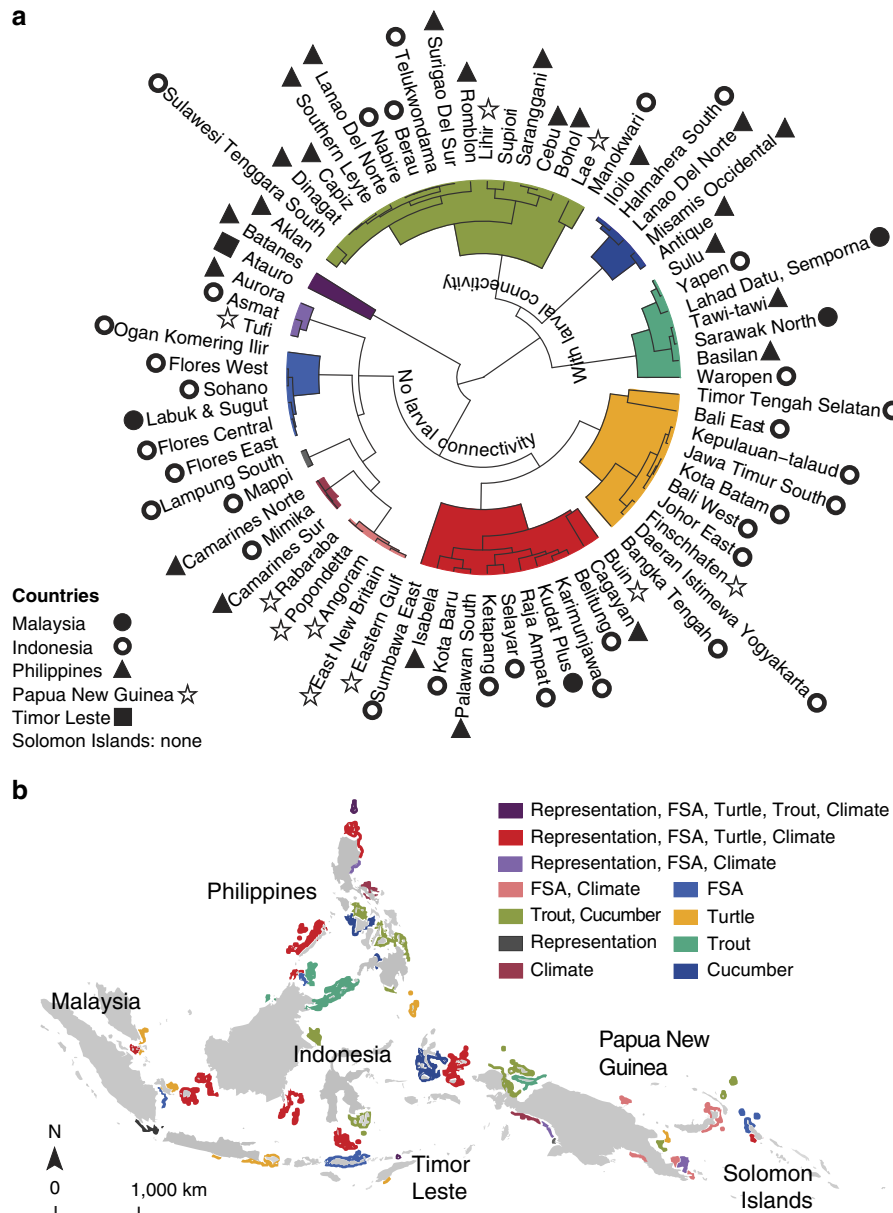 a
Sulawesi Tenggara South
Dinagat
Capiz
Southern Leyte
Lanao Del Norte
Nabire
Berau
Telukwondama
Surigao Del Sur
Romblon
Lihir
Supiori
Saranggani
Cebu
Bohol
Lae
Manokwari
Iloilo
Halmahera South
Lanao Del Norte
Misamis Occidental
Antique
Sulu
Yapen
Lahad Datu, Semporna
Tawi-tawi
Sarawak North
Basilan
Waropen
Timor Tengah Selatan
Bali East
Kepulauan–talaud
Jawa Timur South
Kota Batam
Bali West
Johor East
Finschhafen
Daeran Istimewa Yogyakarta
Bangka Tengah
Buin
Cagayan
Belitung
Karimunjawa
Kudat Plus
Raja Ampat
Selayar
Ketapang
Palawan South
Kota Baru
Isabela
Sumbawa East
Eastern Gulf
East New Britain
Angoram
Popondetta
Rabaraba
Camarines Sur
Mimika
Camarines Norte
Mappi
Lampung South
Flores East
Flores Central
Labuk & Sugut
Sohano
Flores West
Ogan Komering Ilir
Tufi
Asmat
Aurora
Atauro
Batanes
Aklan
With larval connectivity
No larval connectivity
Countries
Malaysia
Indonesia
Philippines
Papua New Guinea
Timor Leste
Solomon Islands: none
b
Representation, FSA, Turtle, Trout, Climate
Representation, FSA, Turtle, Climate
Representation, FSA, Climate
FSA, Climate
FSA
Trout, Cucumber
Turtle
Representation
Trout
Climate
Cucumber
Philippines
Malaysia
Indonesia
Papua New
Guinea
Timor
Leste
Solomon
Islands
N
0 1,000 km